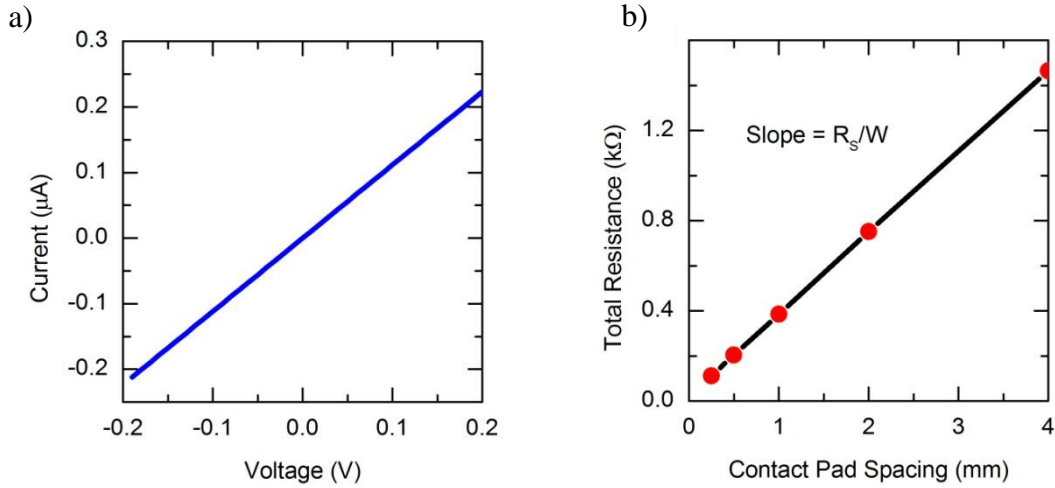 a)
Current (µA)
0.3
0.2
0.1
0.0
-0.1
-0.2
-0.2 -0.1 0.0 0.1 0.2
Voltage (V)
b)
Total Resistance (kΩ)
1.2
0.8
0.4
0.0
Slope = RS/W
0 1 2 3 4
Contact Pad Spacing (mm)